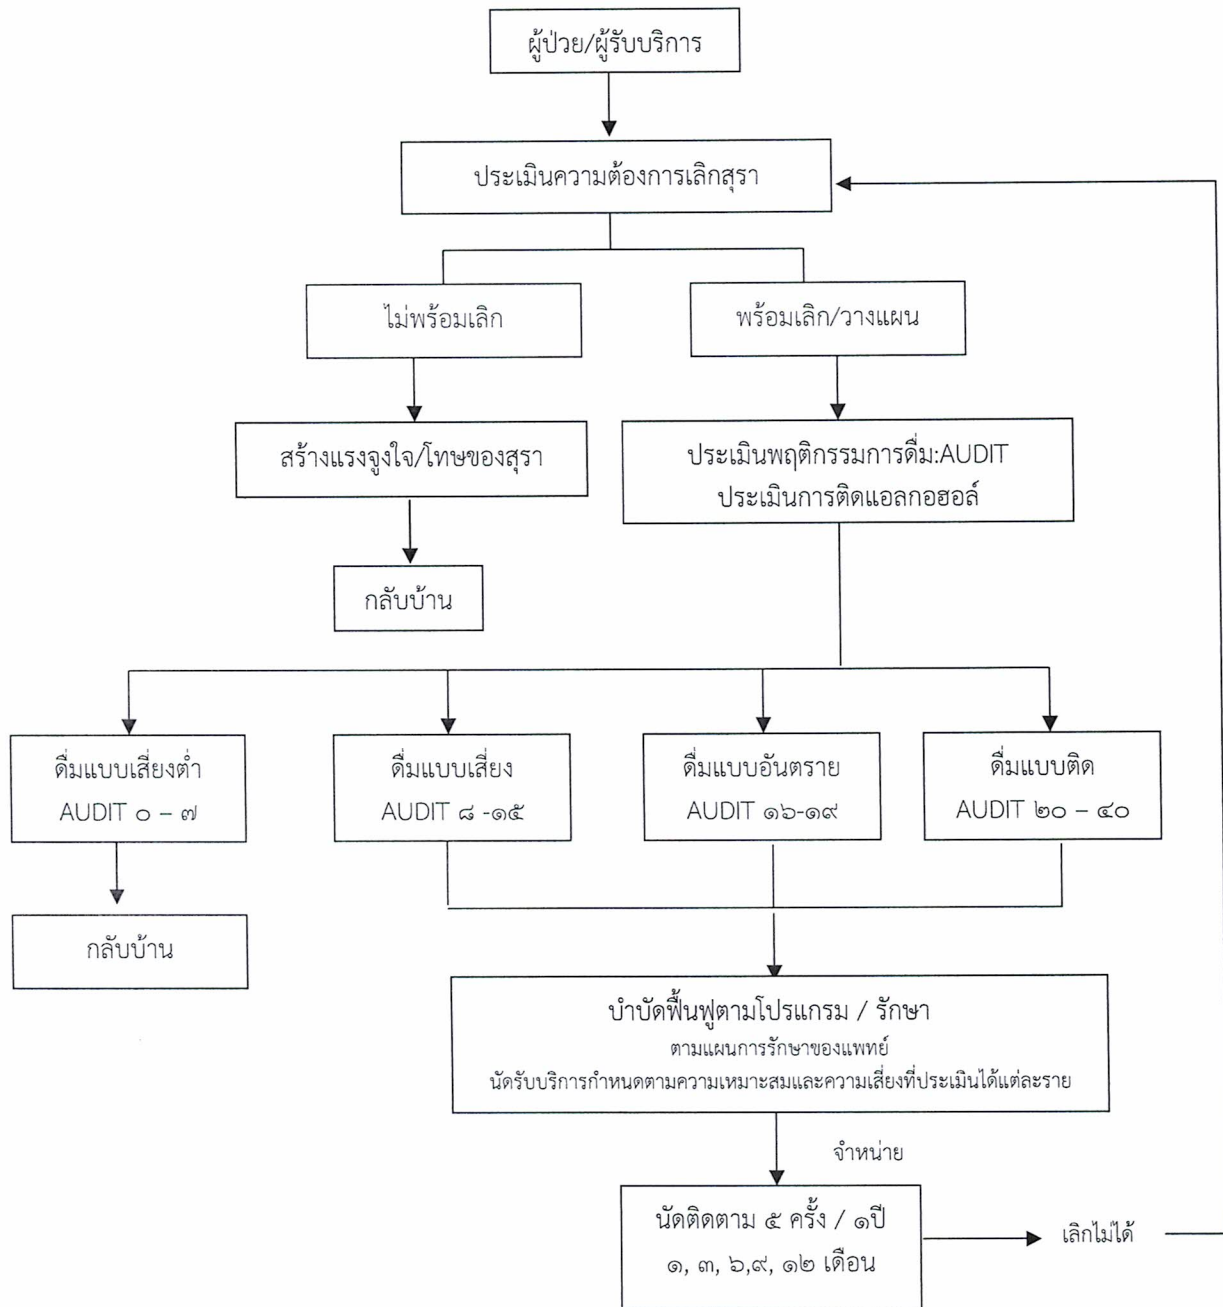 ผู้ป่วย/ผู้รับบริการ
ประเมินความต้องการเลิกสุรา
ไม่พร้อมเลิก
พร้อมเลิก/วางแผน
สร้างแรงจูงใจ/โทษของสุรา
ประเมินพฤติกรรมการดื่ม:AUDIT
ประเมินการติดแอลกอฮอล์
กลับบ้าน
ดื่มแบบเสี่ยงต่ำ
AUDIT ๐ – ๗
ดื่มแบบเสี่ยง
AUDIT ๘ -๑๕
ดื่มแบบอันตราย
AUDIT ๑๖-๑๙
ดื่มแบบติด
AUDIT ๒๐ – ๔๐
กลับบ้าน
บำบัดฟื้นฟูตามโปรแกรม / รักษา
ตามแผนการรักษาของแพทย์
นัดรับบริการกำหนดตามความเหมาะสมและความเสี่ยงที่ประเมินได้แต่ละราย
จำหน่าย
นัดติดตาม ๕ ครั้ง / ๑ปี
๑, ๓, ๖,๙, ๑๒ เดือน
เลิกไม่ได้